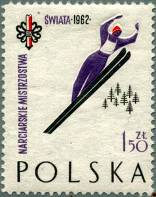 NARCIARSKIE MISTRZOSTWA
ŚWIATA·1962·
1 50 ZŁ
POLSKA